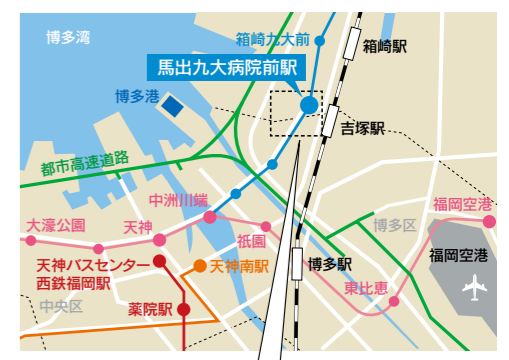 博多湾
箱崎九大前
箱崎駅
馬出九大病院前駅
博多港
吉塚駅
都市高速道路
中洲川端
福岡空港
大濠公園
天神
博多区
祇園
福岡空港
天神バスセンター
西鉄福岡駅
天神南駅
博多駅
東比恵
中央区
薬院駅